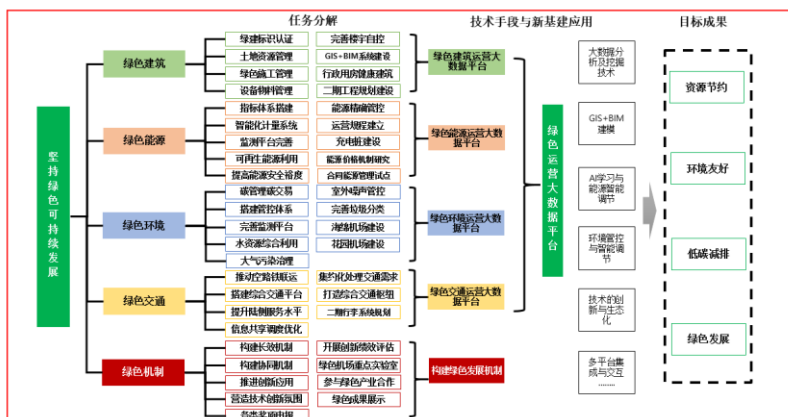 任务分解
技术手段与新基建应用
目标成果
坚持绿色可持续发展
绿色建筑
绿建标识认证
完善楼宇自控
土地资源管理
GIS+BIM系统建设
绿色施工管理
行政用房健康建筑
设备物料管理
二期工程规划建设
绿色能源
指标体系搭建
能源精确管控
智能化计量系统
运营规程建立
监测平台完善
充电桩建设
可再生能源利用
能源价格机制研究
提高能源安全裕度
合同能源管理试点
绿色环境
碳管理碳交易
室外噪声管控
搭建管控体系
完善垃圾分类
完善监测平台
海绵机场建设
水资源综合利用
花园机场建设
大气污染治理
绿色交通
推动空路铁联运
集约化处理交通需求
搭建综合交通平台
打造综合交通枢纽
提升陆侧服务水平
二期行李系统规划
信息共享调度优化
绿色机制
构建长效机制
开展创新绩效评估
构建协同机制
绿色机场重点实验室
推进创新应用
参与绿色产业合作
营造技术创新氛围
绿色成果展示
各类奖项申报
绿色建筑运营大
数据平台
绿色能源运营大数
据平台
绿色环境运营大数
据平台
绿色交通运营大数
据平台
构建绿色发展机制
绿色运营大数据平台
大数据分
析及挖掘
技术
GIS+BIM
建模
AI学习与
能源智能
调节
环境管控
与智能调
节
技术的创
新与生态
化
多平台集
成与交互
........
资源节约
环境友好
低碳减排
绿色发展